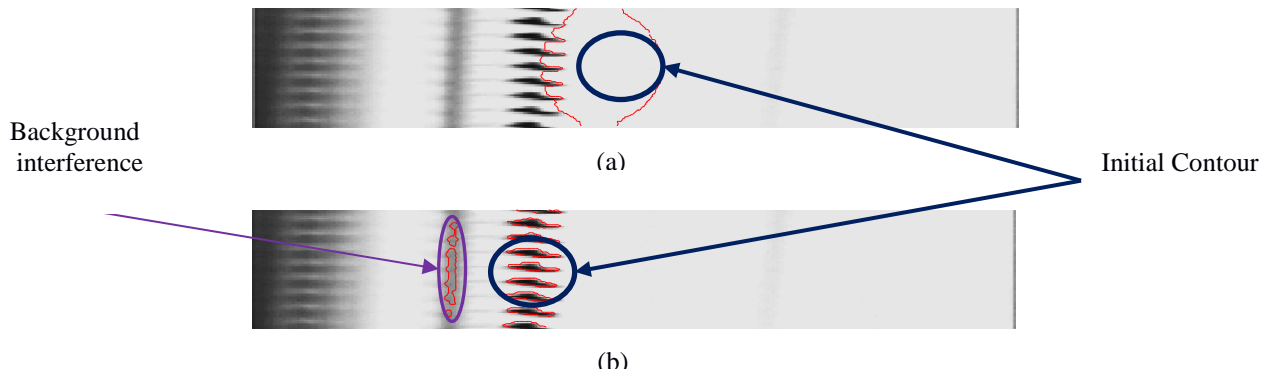 Background
interference
(a)
Initial Contour
(b)